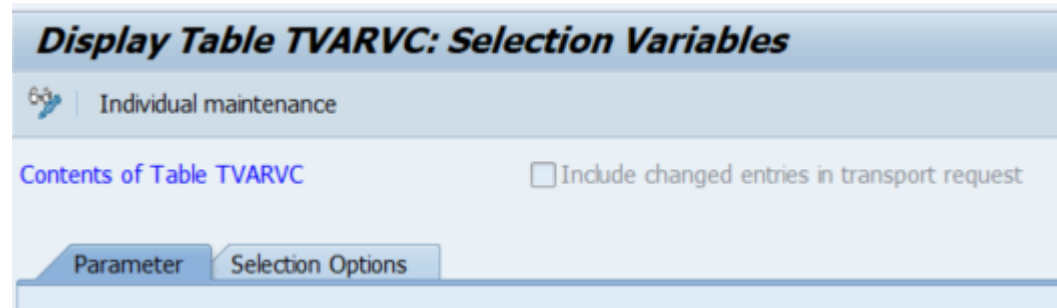 Display Table TVARVC: Selection Variables
Individual maintenance
Contents of Table TVARVC Include changed entries in transport request
Parameter Selection Options